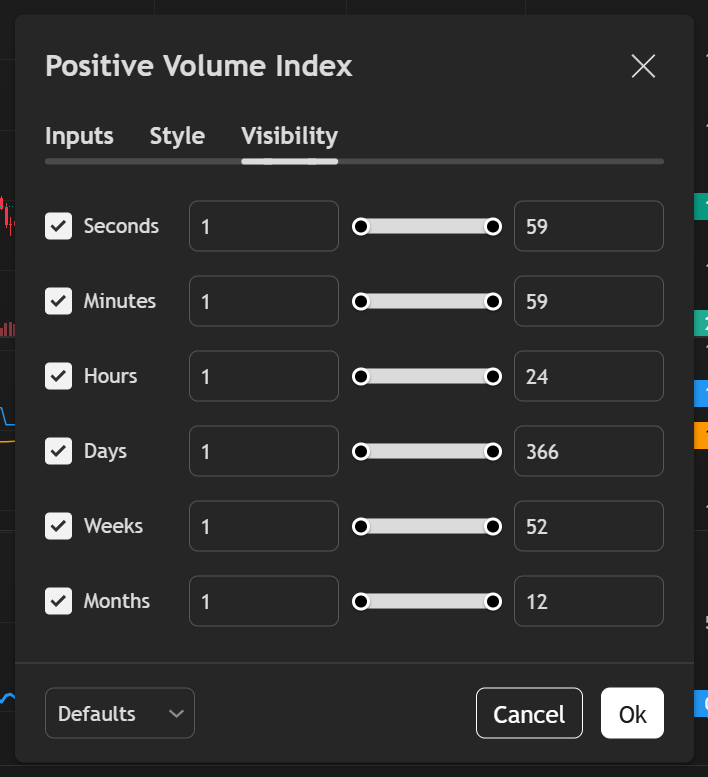 Positive Volume Index
Inputs Style Visibility
Seconds 1 59
Minutes 1 59
Hours 1 24
Days 1 366
Weeks 1 52
Months 1 12
Defaults Cancel Ok